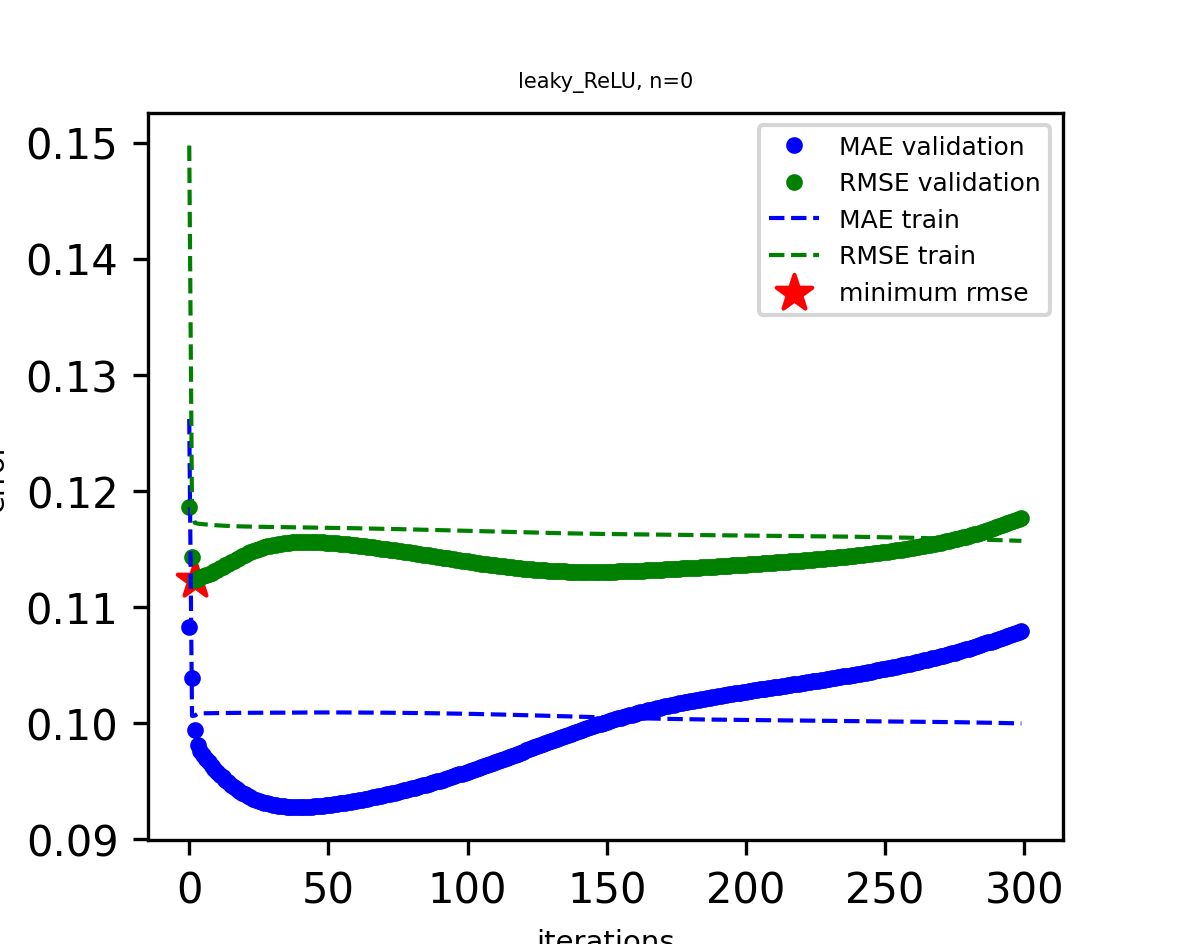 leaky_ReLU, n=0
0.15
0.14
0.13
0.12
0.11
0.10
0.09
MAE validation
RMSE validation
MAE train
RMSE train
minimum rmse
0 50 100 150 200 250 300
iterations